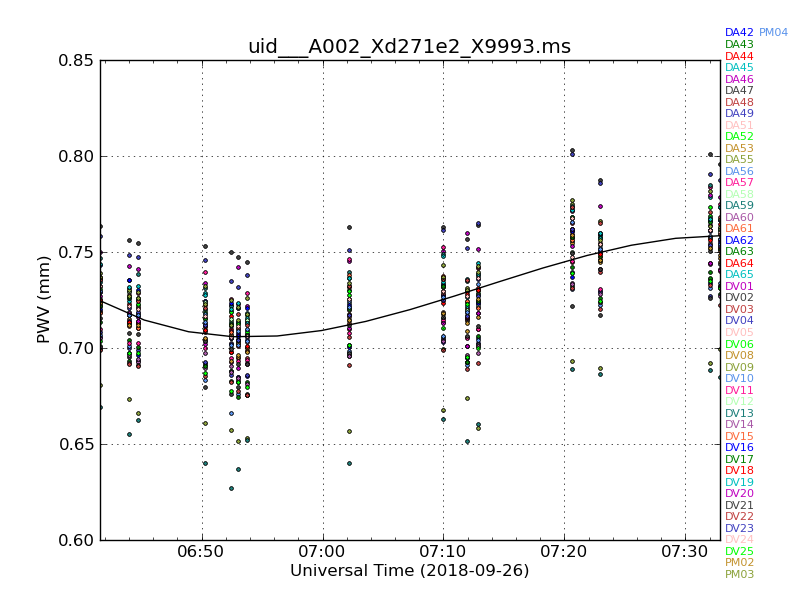 uid___A002_Xd271e2_X9993.ms
0.85
0.80
0.75
0.70
0.65
0.60
PWV (mm)
06:50 07:00 07:10 07:20 07:30
Universal Time (2018-09-26)
DA42 PM04
DA43
DA44
DA45
DA46
DA47
DA48
DA49
DA51
DA52
DA53
DA55
DA56
DA57
DA58
DA59
DA60
DA61
DA62
DA63
DA64
DA65
DV01
DV02
DV03
DV04
DV05
DV06
DV08
DV09
DV10
DV11
DV12
DV13
DV14
DV15
DV16
DV17
DV18
DV19
DV20
DV21
DV22
DV23
DV24
DV25
PM02
PM03